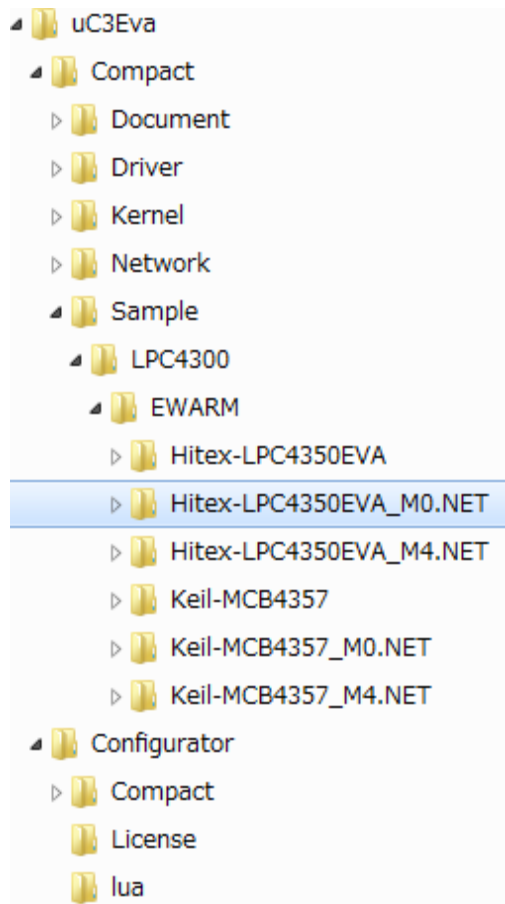 uC3Eva
Compact
Document
Driver
Kernel
Network
Sample
LPC4300
EWARM
Hitex-LPC4350EVA
Hitex-LPC4350EVA_M0.NET
Hitex-LPC4350EVA_M4.NET
Keil-MCB4357
Keil-MCB4357_M0.NET
Keil-MCB4357_M4.NET
Configurator
Compact
License
lua